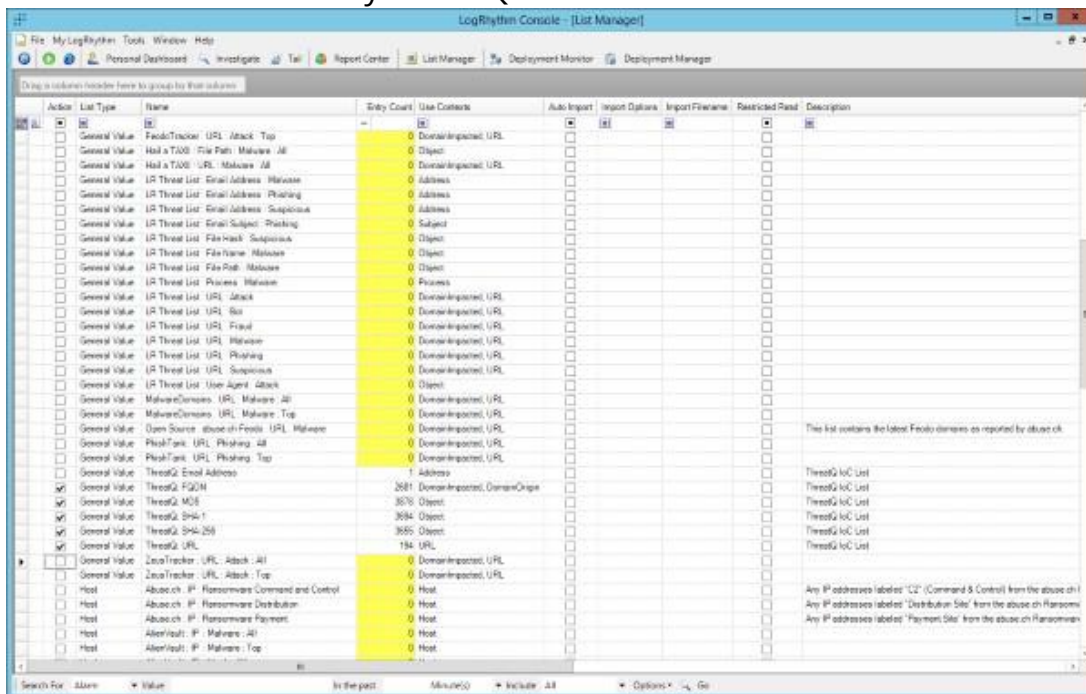 LogRhythm Console - [List Manager]
File My LogRhythm Tools Window Help
Personal Dashboard Investigate Tail Report Center List Manager Deployment Monitor Deployment Manager
Drag a column header here to group by that column
Action List Type Name Entry Count Use Contexts Auto Import Import Options Import Filename Restricted Read Description
General Value FeodoTracker : URL : Attack : Top 0 DomainImpacted, URL
General Value Hail a TAXII : File Path : Malware : All 0 Object
General Value Hail a TAXII : URL : Malware : All 0 DomainImpacted, URL
General Value LR Threat List : Email Address : Malware 0 Address
General Value LR Threat List : Email Address : Phishing 0 Address
General Value LR Threat List : Email Address : Suspicious 0 Address
General Value LR Threat List : Email Subject : Phishing 0 Subject
General Value LR Threat List : File Hash : Suspicious 0 Object
General Value LR Threat List : File Name : Malware 0 Object
General Value LR Threat List : File Path : Malware 0 Object
General Value LR Threat List : Process : Malware 0 Process
General Value LR Threat List : URL : Attack 0 DomainImpacted, URL
General Value LR Threat List : URL : Bot 0 DomainImpacted, URL
General Value LR Threat List : URL : Fraud 0 DomainImpacted, URL
General Value LR Threat List : URL : Malware 0 DomainImpacted, URL
General Value LR Threat List : URL : Phishing 0 DomainImpacted, URL
General Value LR Threat List : URL : Suspicious 0 DomainImpacted, URL
General Value LR Threat List : User Agent : Attack 0 Object
General Value MalwareDomains : URL : Malware : All 0 DomainImpacted, URL
General Value MalwareDomains : URL : Malware : Top 0 DomainImpacted, URL
General Value Open Source : abuse.ch Feodo : URL : Malware 0 DomainImpacted, URL This list contains the latest Feodo domains as reported by abuse.ch
General Value PhishTank : URL : Phishing : All 0 DomainImpacted, URL
General Value PhishTank : URL : Phishing : Top 0 DomainImpacted, URL
General Value ThreatQ: Email Address 1 Address ThreatQ IoC List
General Value ThreatQ: FQDN 2681 DomainImpacted, DomainOrigin ThreatQ IoC List
General Value ThreatQ: MD5 3678 Object ThreatQ IoC List
General Value ThreatQ: SHA-1 3694 Object ThreatQ IoC List
General Value ThreatQ: SHA-256 3655 Object ThreatQ IoC List
General Value ThreatQ: URL 194 URL ThreatQ IoC List
General Value ZeusTracker : URL : Attack : All 0 DomainImpacted, URL
General Value ZeusTracker : URL : Attack : Top 0 DomainImpacted, URL
Host Abuse.ch : IP : Ransomware Command and Control 0 Host Any IP addresses labeled "C2" (Command & Control) from the abuse.ch
Host Abuse.ch : IP : Ransomware Distribution 0 Host Any IP addresses labeled "Distribution Site" from the abuse.ch Ransom
Host Abuse.ch : IP : Ransomware Payment 0 Host Any IP addresses labeled "Payment Site" from the abuse.ch Ransomwar
Host AlienVault : IP : Malware : All 0 Host
Host AlienVault : IP : Malware : Top 0 Host
Search For Alarm Value In the past Minute(s) Include All Options Go